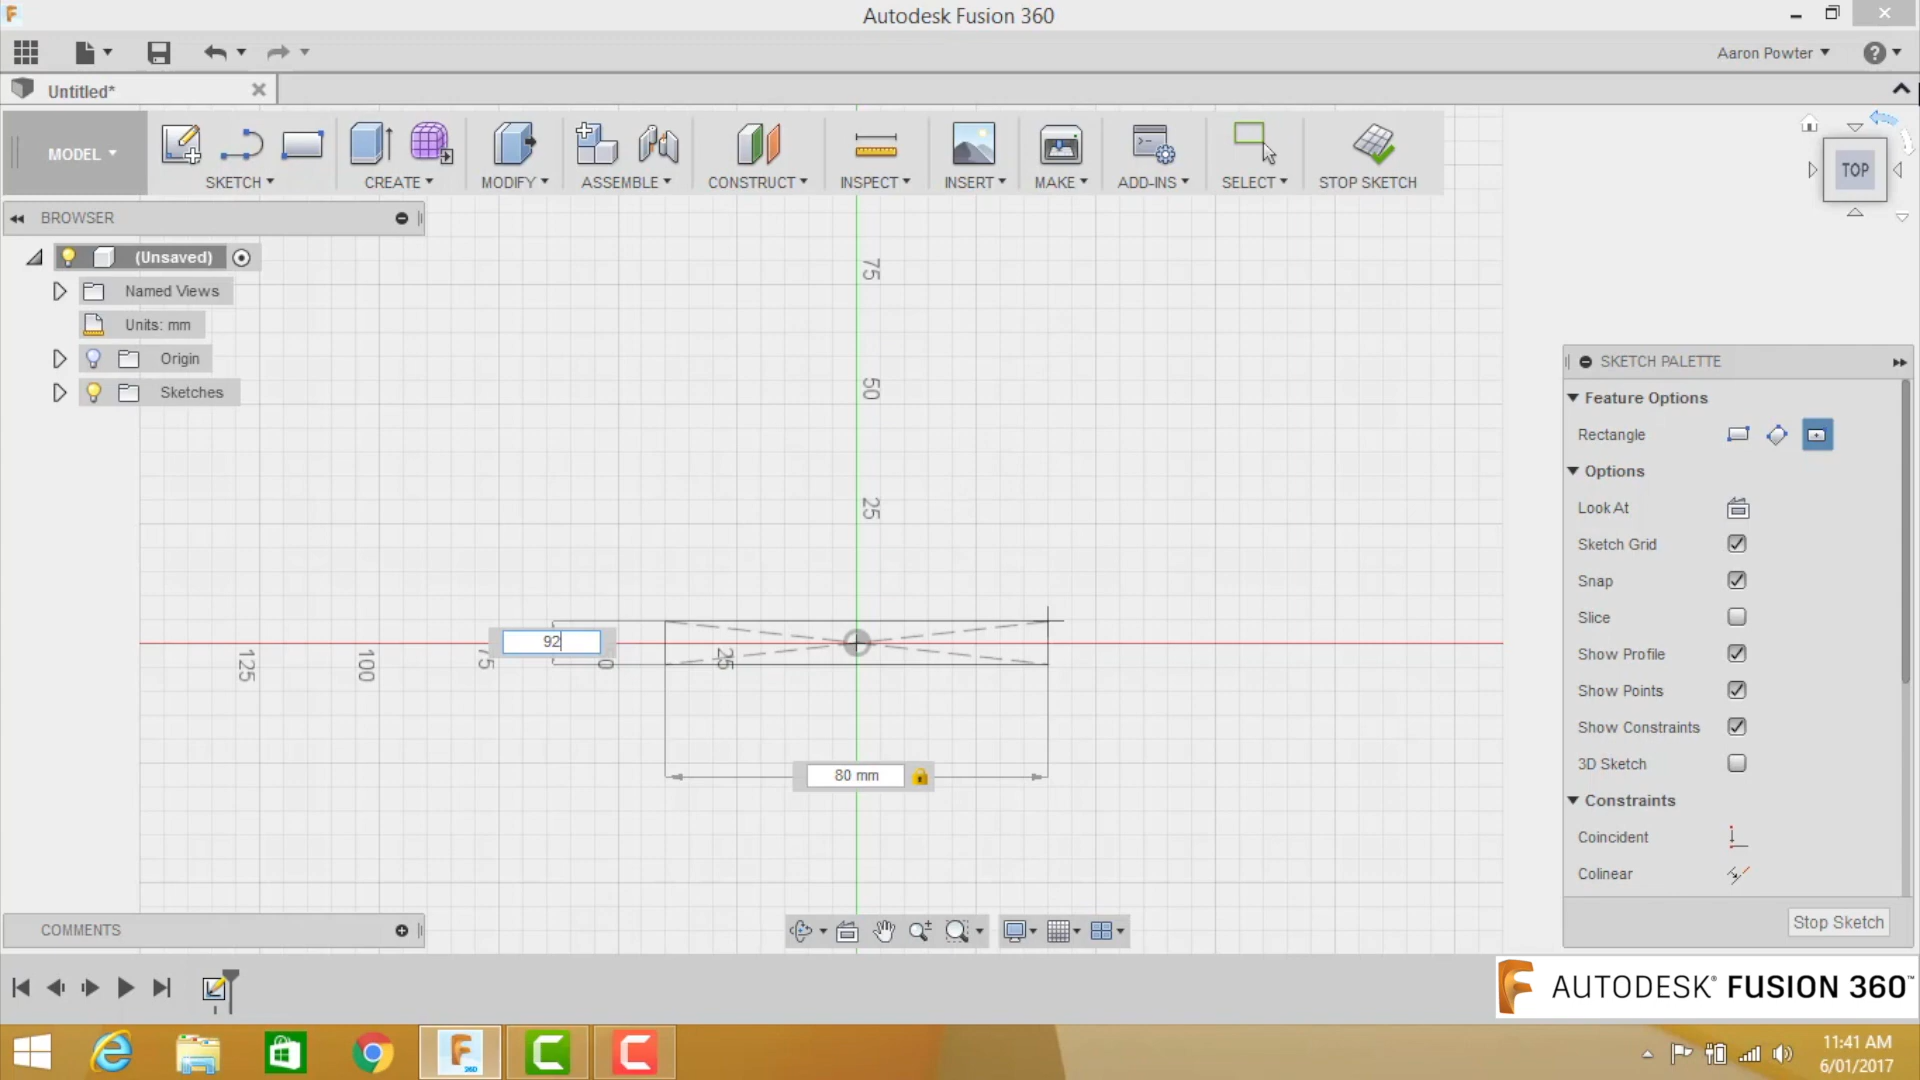 Autodesk Fusion 360
Aaron Powter
Untitled*
MODEL
SKETCH
CREATE
MODIFY
ASSEMBLE
CONSTRUCT
INSPECT
INSERT
MAKE
ADD-INS
SELECT
STOP SKETCH
TOP
BROWSER
(Unsaved)
Named Views
Units: mm
Origin
Sketches
75
50
25
125
100
75
0
25
92
80 mm
SKETCH PALETTE
Feature Options
Rectangle
Options
Look At
Sketch Grid
Snap
Slice
Show Profile
Show Points
Show Constraints
3D Sketch
Constraints
Coincident
Colinear
Stop Sketch
COMMENTS
AUTODESK® FUSION 360™
11:41 AM
6/01/2017